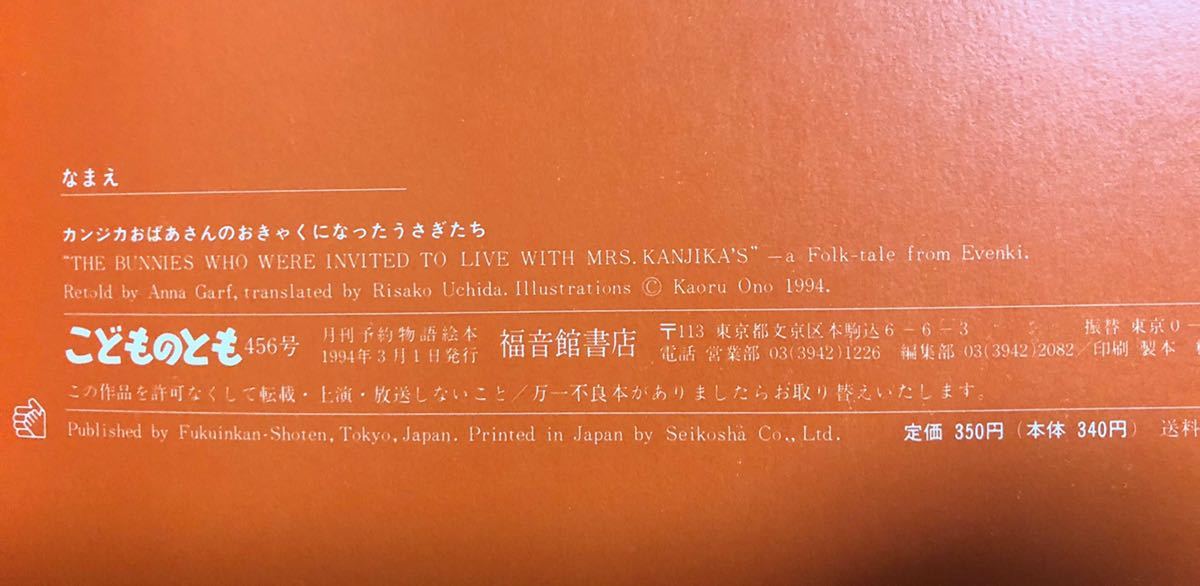 なまえ
カンジカおばあさんのおきゃくになったうさぎたち
"THE BUNNIES WHO WERE INVITED TO LIVE WITH MRS. KANJIKA'S" —a Folk-tale from Evenki.
Retold by Anna Garf, translated by Risako Uchida. Illustrations © Kaoru Ono 1994.
こどものとも 456号 月刊予約物語絵本 福音館書店 〒113 東京都文京区本駒込6-6-3 振替 東京0-
1994年3月1日発行 電話 営業部 03(3942)1226 編集部 03(3942)2082/印刷 製本
この作品を許可なくして転載・上演・放送しないこと/万一不良本がありましたらお取り替えいたします。
Published by Fukuinkan-Shoten, Tokyo, Japan. Printed in Japan by Seikosha Co., Ltd. 定価 350円(本体 340円) 送料